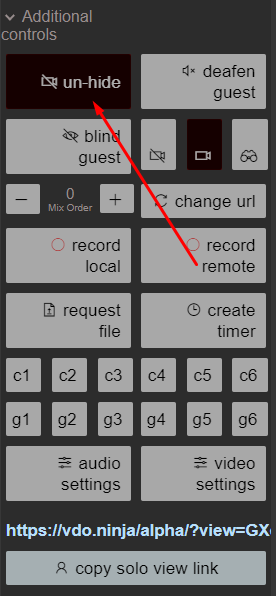 Additional
controls
un-hide
deafen
guest
blind
guest
0
Mix Order
change url
record
local
record
remote
request
file
create
timer
c1 c2 c3 c4 c5 c6
g1 g2 g3 g4 g5 g6
audio
settings
video
settings
https://vdo.ninja/alpha/?view=GX
copy solo view link